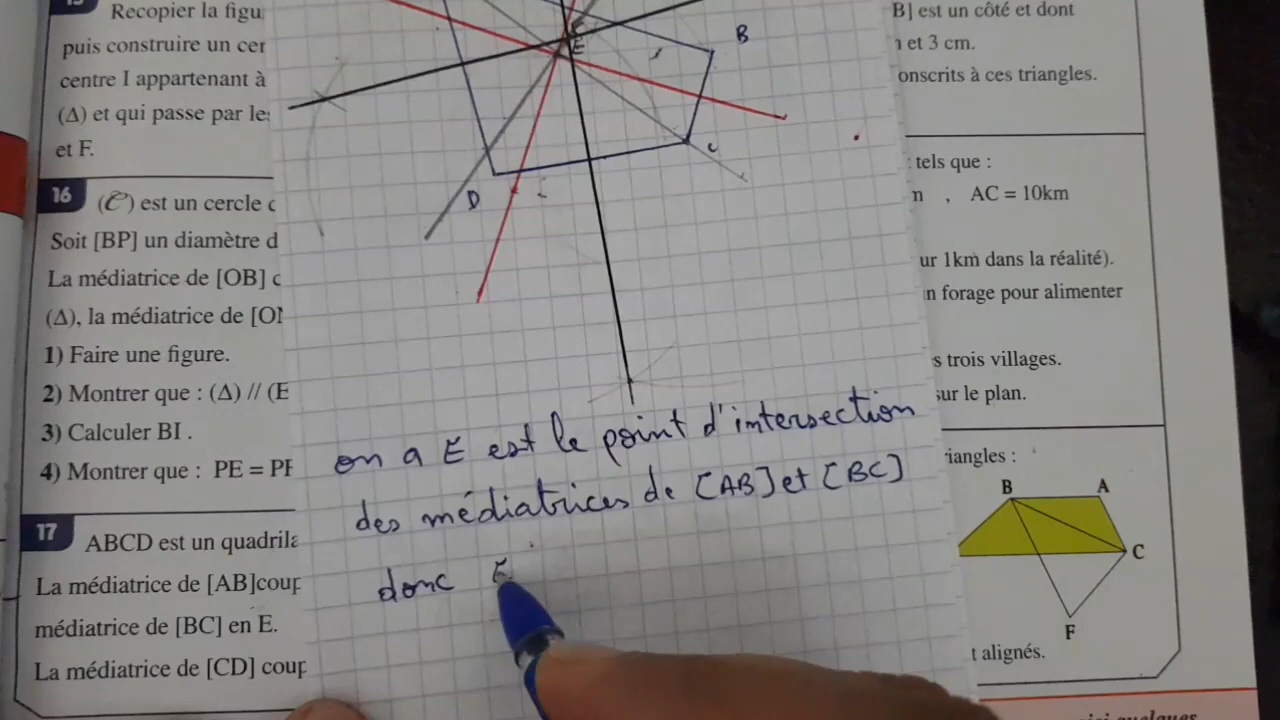 Recopier la figu
puis construire un cer
centre I appartenant à
(Δ) et qui passe par les
et F.
16 (C) est un cercle c
Soit [BP] un diamètre d
La médiatrice de [OB] c
(Δ), la médiatrice de [O
1) Faire une figure.
2) Montrer que : (Δ) // (E
3) Calculer BI .
4) Montrer que : PE = PF
17 ABCD est un quadrila
La médiatrice de [AB]coup
médiatrice de [BC] en E.
La médiatrice de [CD] coup
E
B
C
D
on a E est le point d'intersection
des médiatrices de [AB] et [BC]
donc E
B] est un côté et dont
et 3 cm.
onscrits à ces triangles.
tels que :
n , AC = 10km
ur 1km dans la réalité).
n forage pour alimenter
s trois villages.
sur le plan.
riangles :
B A
C
F
t alignés.